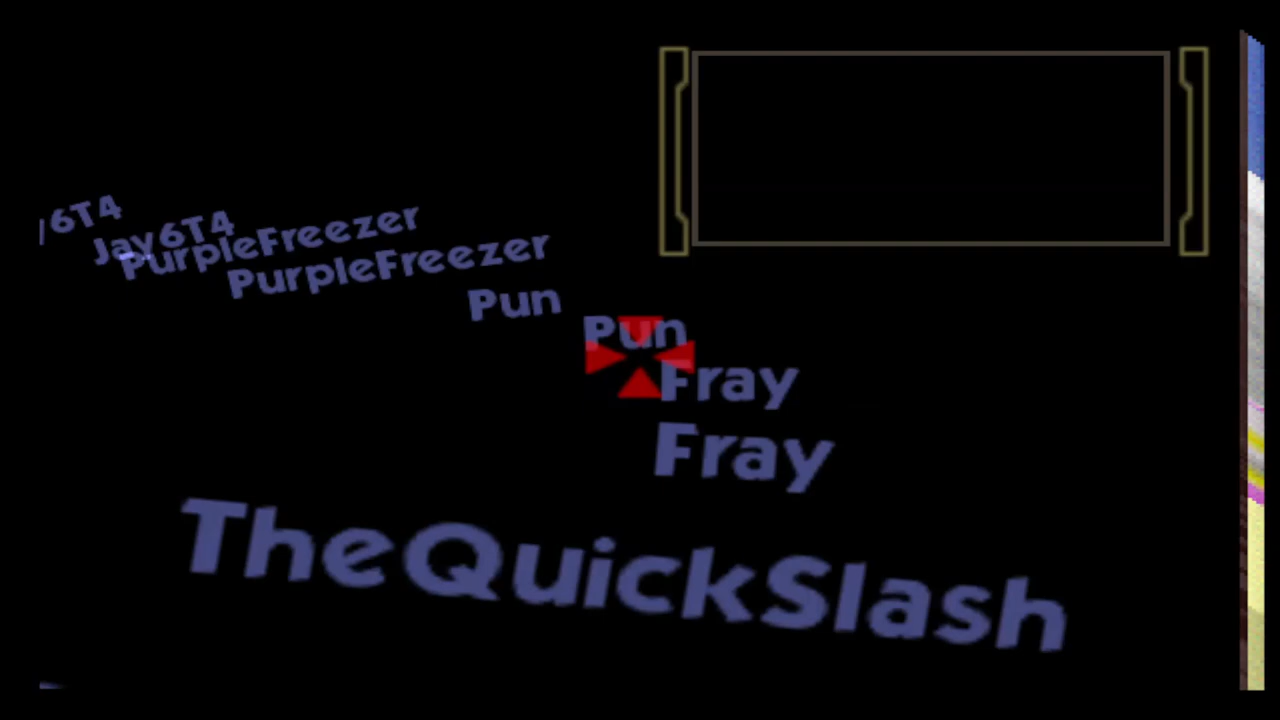 /6T4
Jay6T4
PurpleFreezer
PurpleFreezer
Pun
Pun
Fray
Fray
TheQuickSlash